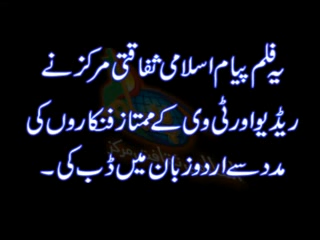 یہ فلم پیام اسلامی ثقافتی مرکز نے
ریڈیو اور ٹی وی کے ممتاز فنکاروں کی
مدد سے اردو زبان میں ڈب کی ۔